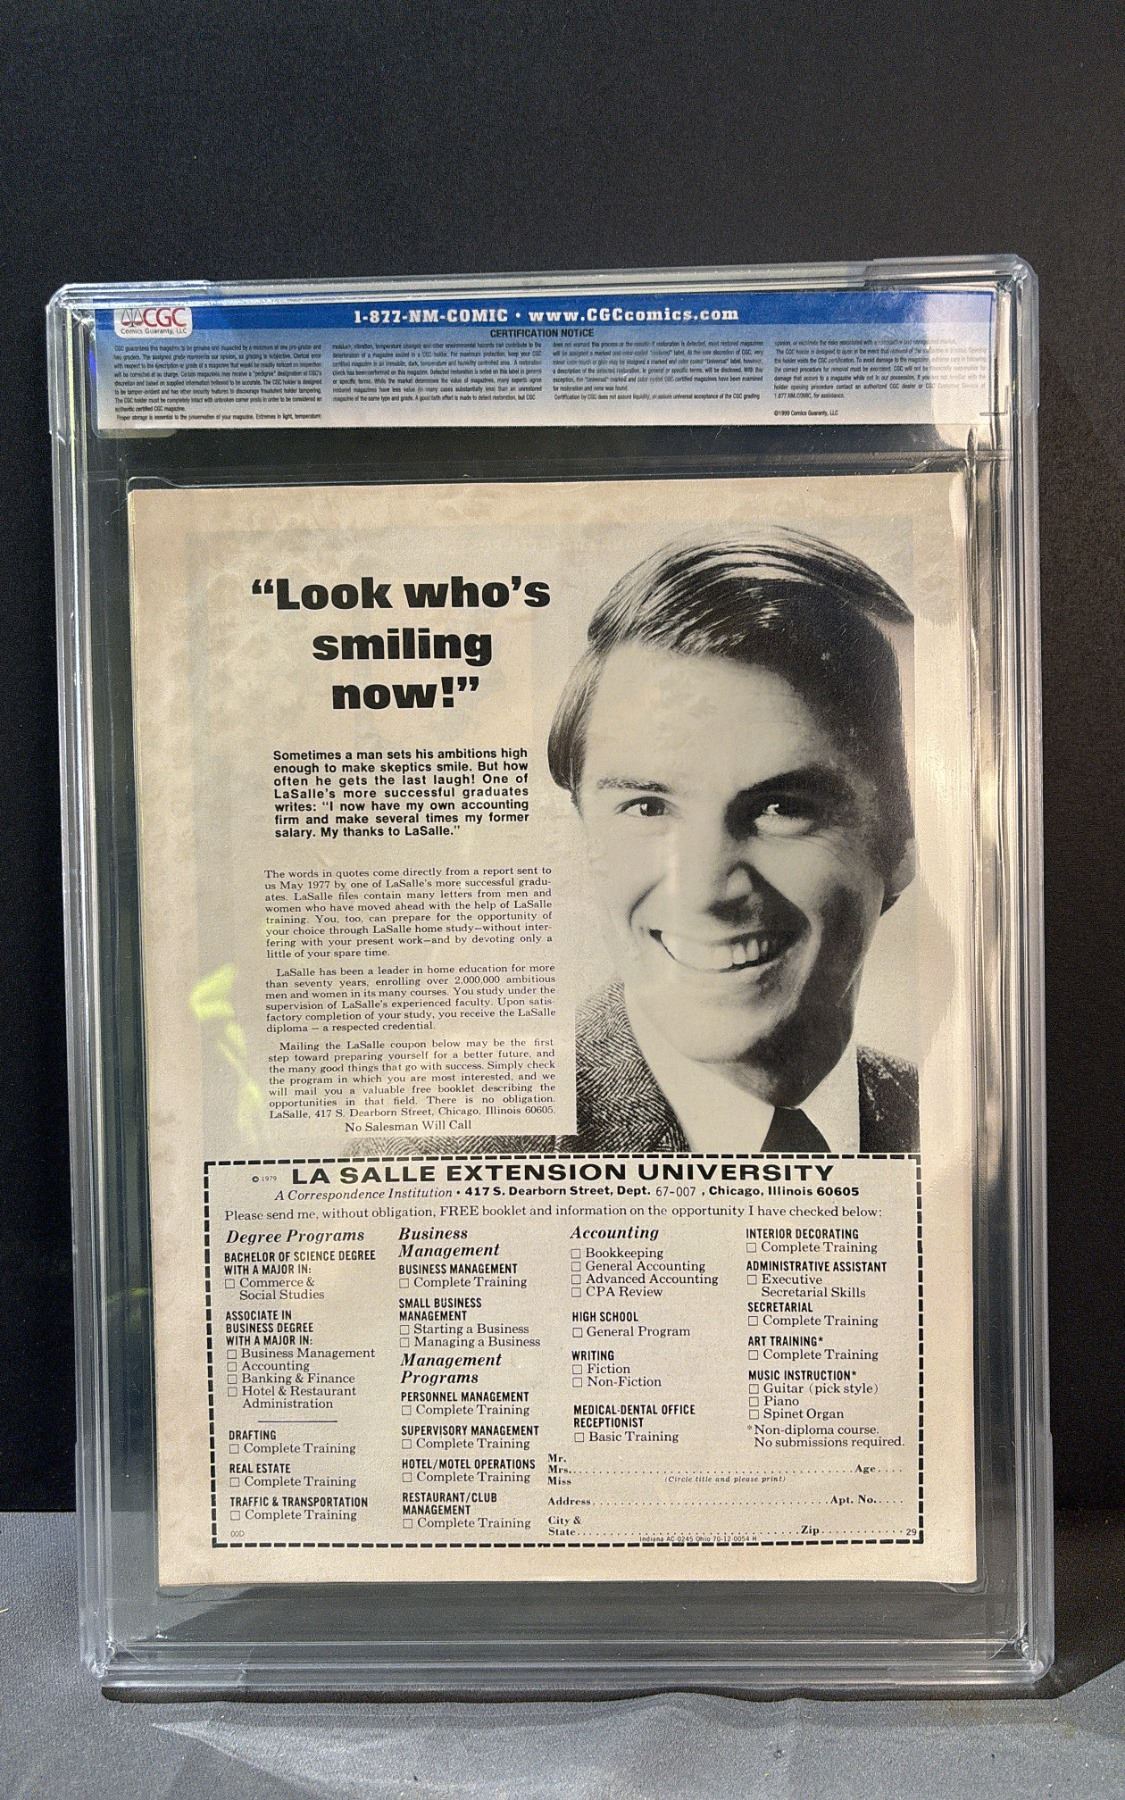 CGC
Comics Guaranty, LLC
1-877-NM-COMIC • www.CGCcomics.com
CERTIFICATION NOTICE
©1999 Comics Guaranty, LLC
“Look who’s
smiling
now!”
Sometimes a man sets his ambitions high
enough to make skeptics smile. But how
often he gets the last laugh! One of
LaSalle’s more successful graduates
writes: “I now have my own accounting
firm and make several times my former
salary. My thanks to LaSalle.”
The words in quotes come directly from a report sent to
us May 1977 by one of LaSalle’s more successful gradu-
ates. LaSalle files contain many letters from men and
women who have moved ahead with the help of LaSalle
training. You, too, can prepare for the opportunity of
your choice through LaSalle home study—without inter-
fering with your present work—and by devoting only a
little of your spare time.
LaSalle has been a leader in home education for more
than seventy years, enrolling over 2,000,000 ambitious
men and women in its many courses. You study under the
supervision of LaSalle’s experienced faculty. Upon satis-
factory completion of your study, you receive the LaSalle
diploma — a respected credential.
Mailing the LaSalle coupon below may be the first
step toward preparing yourself for a better future, and
the many good things that go with success. Simply check
the program in which you are most interested, and we
will mail you a valuable free booklet describing the
opportunities in that field. There is no obligation.
LaSalle, 417 S. Dearborn Street, Chicago, Illinois 60605.
No Salesman Will Call
© 1979 LA SALLE EXTENSION UNIVERSITY
A Correspondence Institution • 417 S. Dearborn Street, Dept. 67-007 , Chicago, Illinois 60605
Please send me, without obligation, FREE booklet and information on the opportunity I have checked below:
Degree Programs
BACHELOR OF SCIENCE DEGREE
WITH A MAJOR IN:
□ Commerce &
Social Studies
ASSOCIATE IN
BUSINESS DEGREE
WITH A MAJOR IN:
□ Business Management
□ Accounting
□ Banking & Finance
□ Hotel & Restaurant
Administration
DRAFTING
□ Complete Training
REAL ESTATE
□ Complete Training
TRAFFIC & TRANSPORTATION
□ Complete Training
00D
Business
Management
BUSINESS MANAGEMENT
□ Complete Training
SMALL BUSINESS
MANAGEMENT
□ Starting a Business
□ Managing a Business
Management
Programs
PERSONNEL MANAGEMENT
□ Complete Training
SUPERVISORY MANAGEMENT
□ Complete Training
HOTEL/MOTEL OPERATIONS
□ Complete Training
RESTAURANT/CLUB
MANAGEMENT
□ Complete Training
Accounting
□ Bookkeeping
□ General Accounting
□ Advanced Accounting
□ CPA Review
HIGH SCHOOL
□ General Program
WRITING
□ Fiction
□ Non-Fiction
MEDICAL-DENTAL OFFICE
RECEPTIONIST
□ Basic Training
INTERIOR DECORATING
□ Complete Training
ADMINISTRATIVE ASSISTANT
□ Executive
Secretarial Skills
SECRETARIAL
□ Complete Training
ART TRAINING*
□ Complete Training
MUSIC INSTRUCTION*
□ Guitar (pick style)
□ Piano
□ Spinet Organ
*Non-diploma course.
No submissions required.
Mr.
Mrs. Age
Miss (Circle title and please print)
Address Apt. No.
City &
State Zip 29
Indiana AC-0245 Ohio 70-12-0054 H